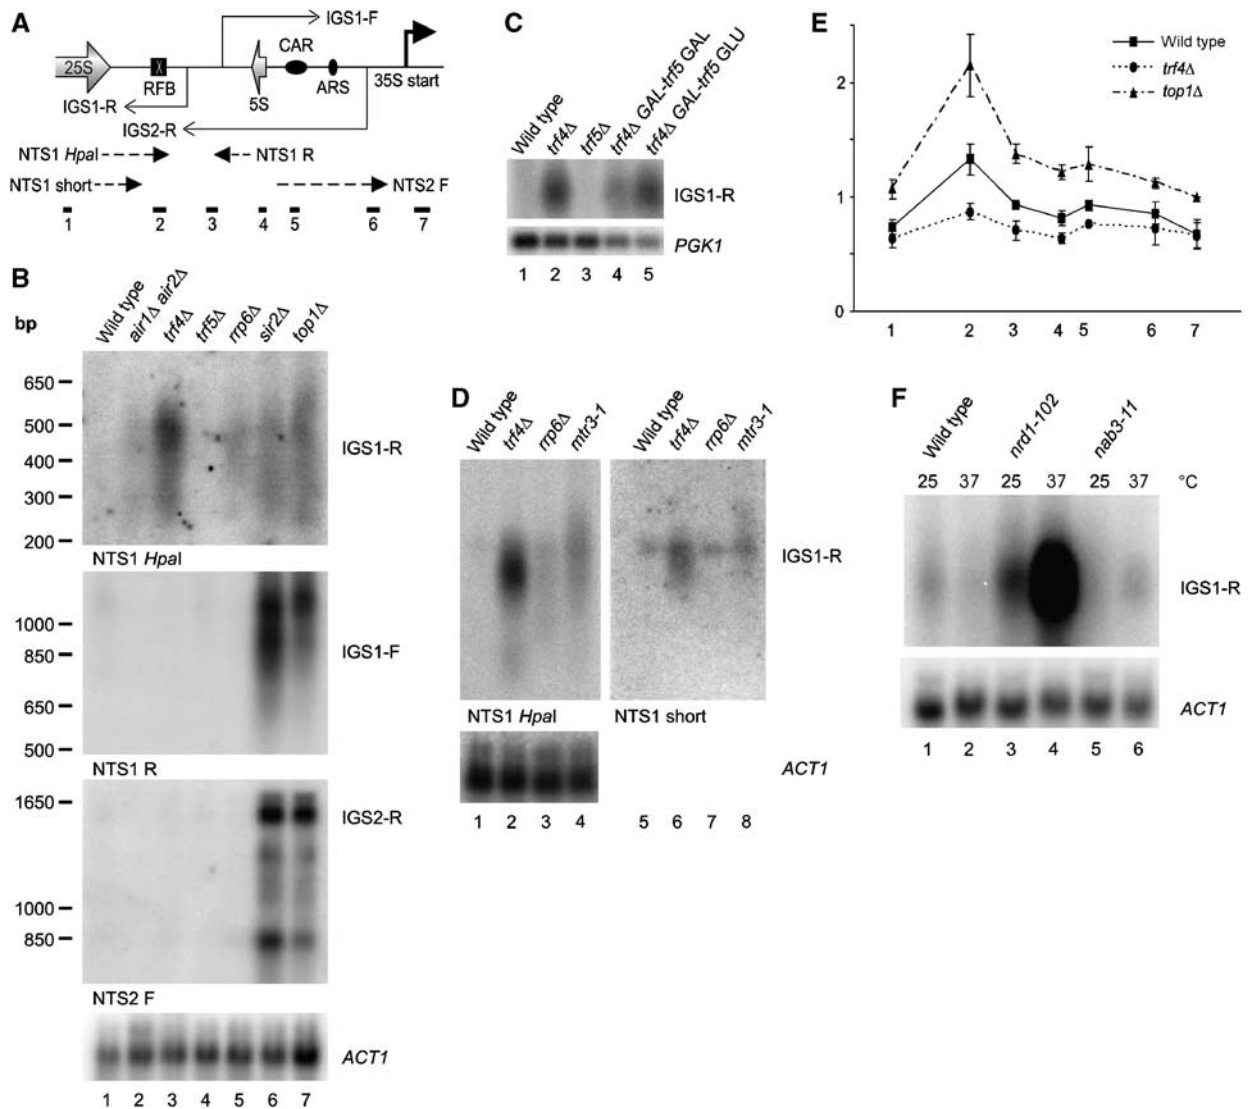 A
IGS1-F
25S
RFB
CAR
5S
ARS
35S start
IGS1-R
IGS2-R
NTS1 HpaI
NTS1 R
NTS1 short
NTS2 F
1 2 3 4 5 6 7
B
bp
Wild type
air1Δ air2Δ
trf4Δ
trf5Δ
rrp6Δ
sir2Δ
top1Δ
650
500
400
300
200
IGS1-R
NTS1 HpaI
1000
850
650
500
IGS1-F
NTS1 R
1650
1000
850
IGS2-R
NTS2 F
ACT1
1 2 3 4 5 6 7
C
Wild type
trf4Δ
trf5Δ
trf4Δ GAL-trf5 GAL
trf4Δ GAL-trf5 GLU
IGS1-R
PGK1
1 2 3 4 5
D
Wild type
trf4Δ
rrp6Δ
mtr3-1
Wild type
trf4Δ
rrp6Δ
mtr3-1
IGS1-R
NTS1 HpaI
NTS1 short
ACT1
1 2 3 4 5 6 7 8
E
2
1
0
Wild type
trf4Δ
top1Δ
1 2 3 4 5 6 7
F
Wild type
nrd1-102
nab3-11
25 37 25 37 25 37 °C
IGS1-R
ACT1
1 2 3 4 5 6